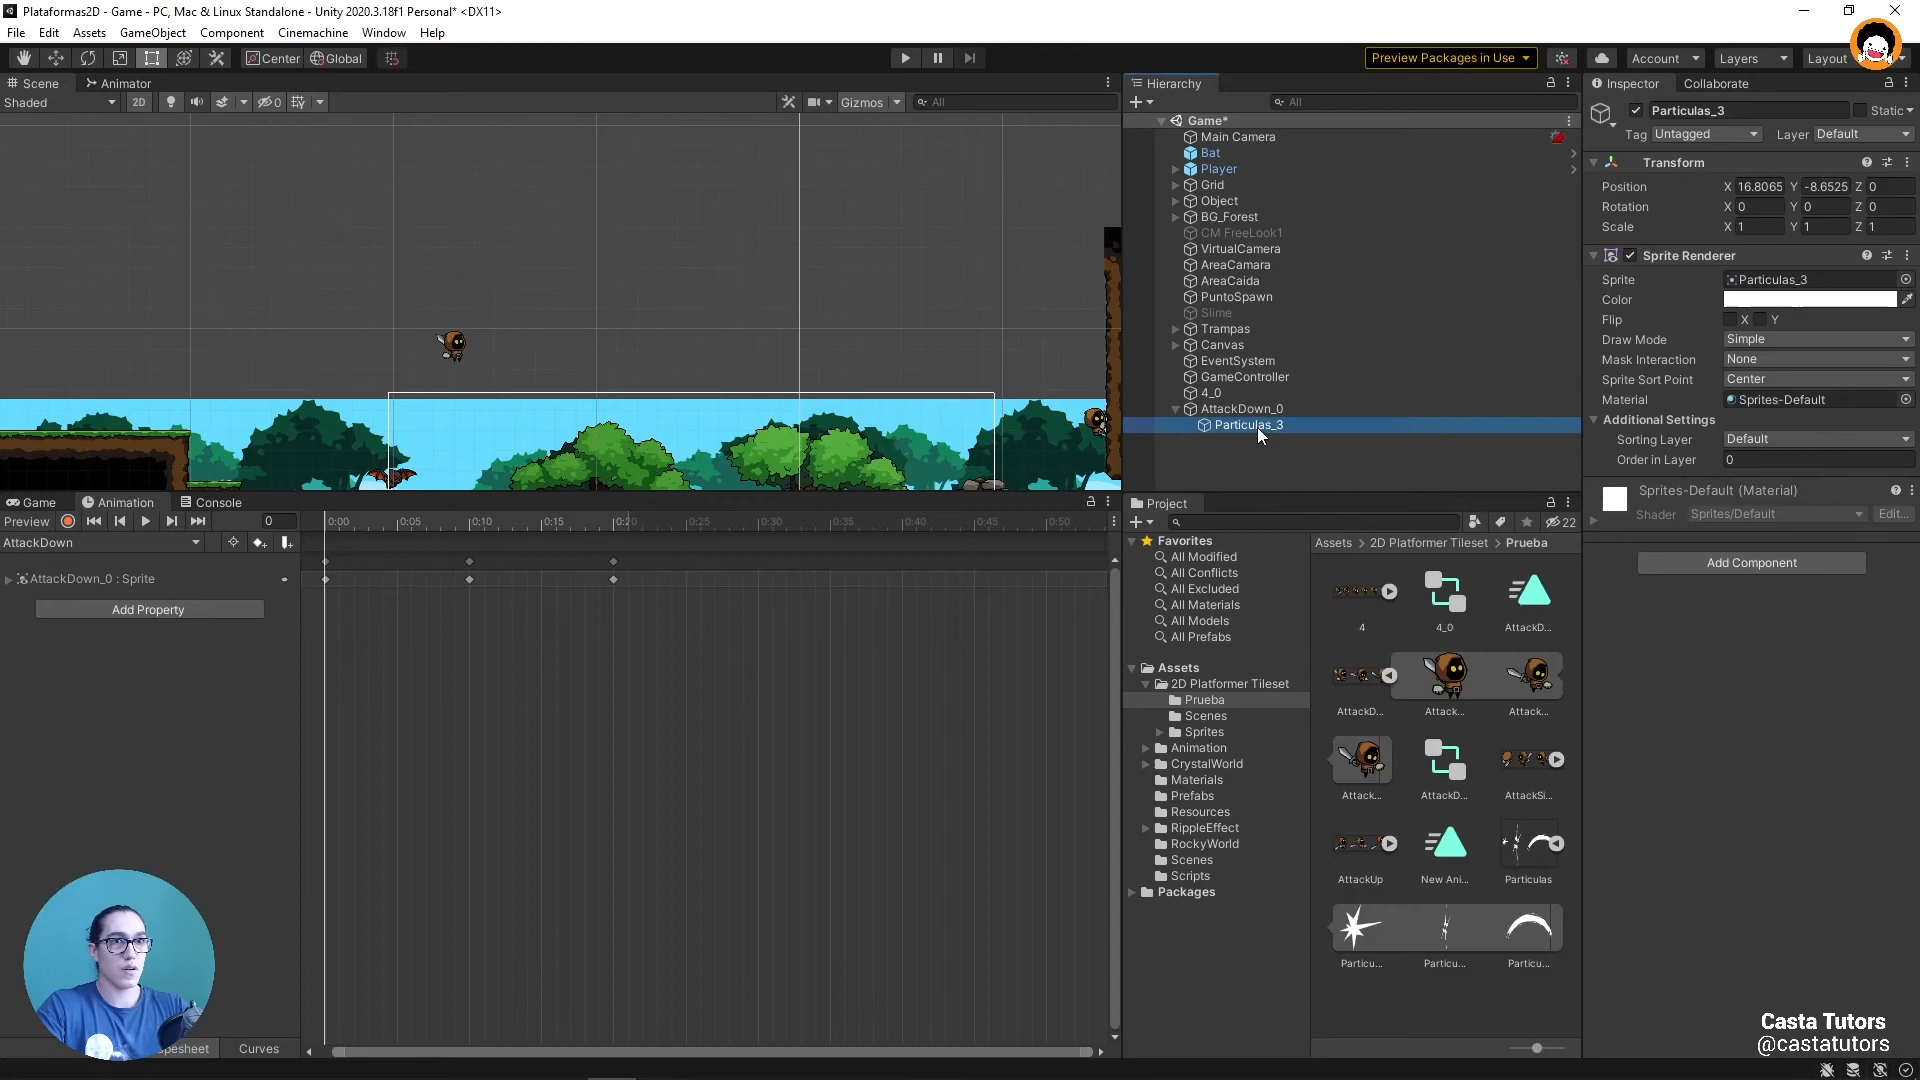 Plataformas2D - Game - PC, Mac & Linux Standalone - Unity 2020.3.18f1 Personal* <DX11>
File Edit Assets GameObject Component Cinemachine Window Help
Center Global Preview Packages in Use Account Layers Layout
Scene Animator
Shaded 2D 0 Gizmos All
Hierarchy
All
Game*
Main Camera
Bat
Player
Grid
Object
BG_Forest
CM FreeLook1
VirtualCamera
AreaCamara
AreaCaida
PuntoSpawn
Slime
Trampas
Canvas
EventSystem
GameController
4_0
AttackDown_0
Particulas_3
Inspector Collaborate
Particulas_3 Static
Tag Untagged Layer Default
Transform
Position X 16.8065 Y -8.6525 Z 0
Rotation X 0 Y 0 Z 0
Scale X 1 Y 1 Z 1
Sprite Renderer
Sprite Particulas_3
Color
Flip X Y
Draw Mode Simple
Mask Interaction None
Sprite Sort Point Center
Material Sprites-Default
Additional Settings
Sorting Layer Default
Order in Layer 0
Sprites-Default (Material)
Shader Sprites/Default Edit...
Add Component
Game Animation Console
Preview 0 0:00 0:05 0:10 0:15 0:20 0:25 0:30 0:35 0:40 0:45 0:50
AttackDown
AttackDown_0 : Sprite
Add Property
pesheet Curves
Project
22
Favorites
All Modified
All Conflicts
All Excluded
All Materials
All Models
All Prefabs
Assets
2D Platformer Tileset
Prueba
Scenes
Sprites
Animation
CrystalWorld
Materials
Prefabs
Resources
RippleEffect
RockyWorld
Scenes
Scripts
Packages
Assets > 2D Platformer Tileset > Prueba
4 4_0 AttackD...
AttackD... Attack... Attack...
Attack... AttackD... AttackSi...
AttackUp New Ani... Particulas
Particu... Particu... Particu...
Casta Tutors
@castatutors